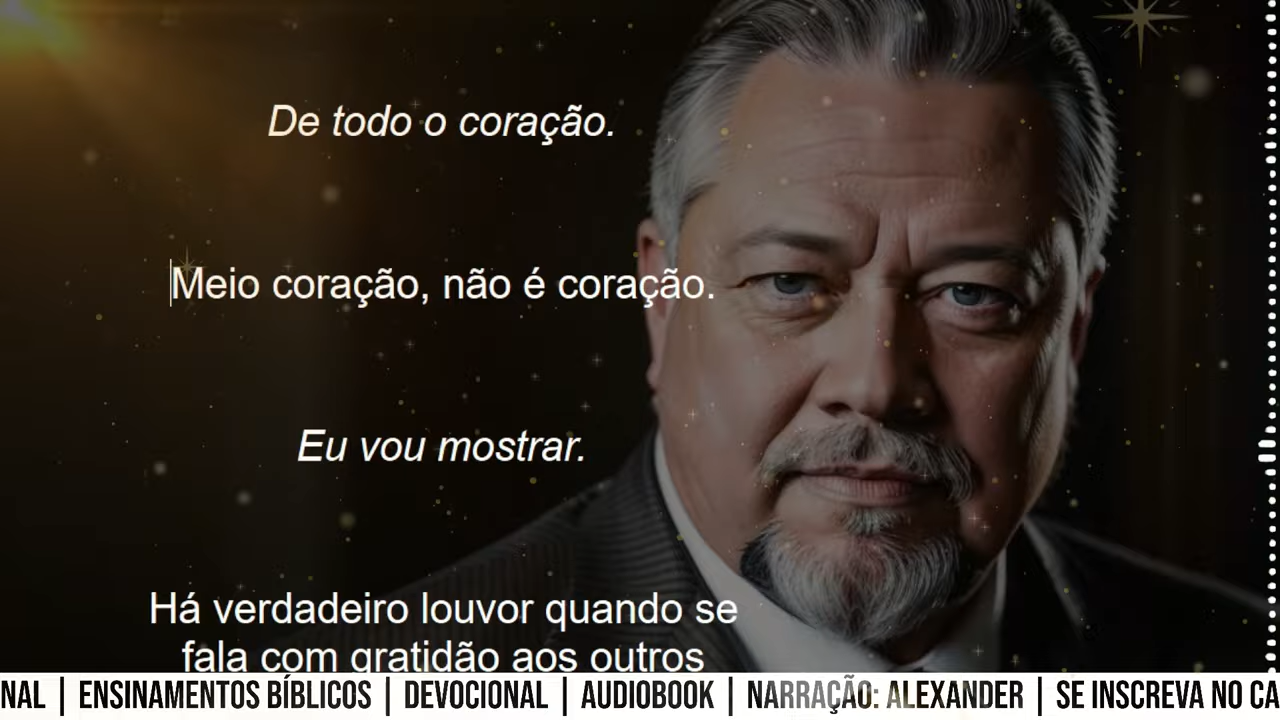 De todo o coração.
Meio coração, não é coração.
Eu vou mostrar.
Há verdadeiro louvor quando se
fala com gratidão aos outros
NAL | ENSINAMENTOS BÍBLICOS | DEVOCIONAL | AUDIOBOOK | NARRAÇÃO: ALEXANDER | SE INSCREVA NO CA